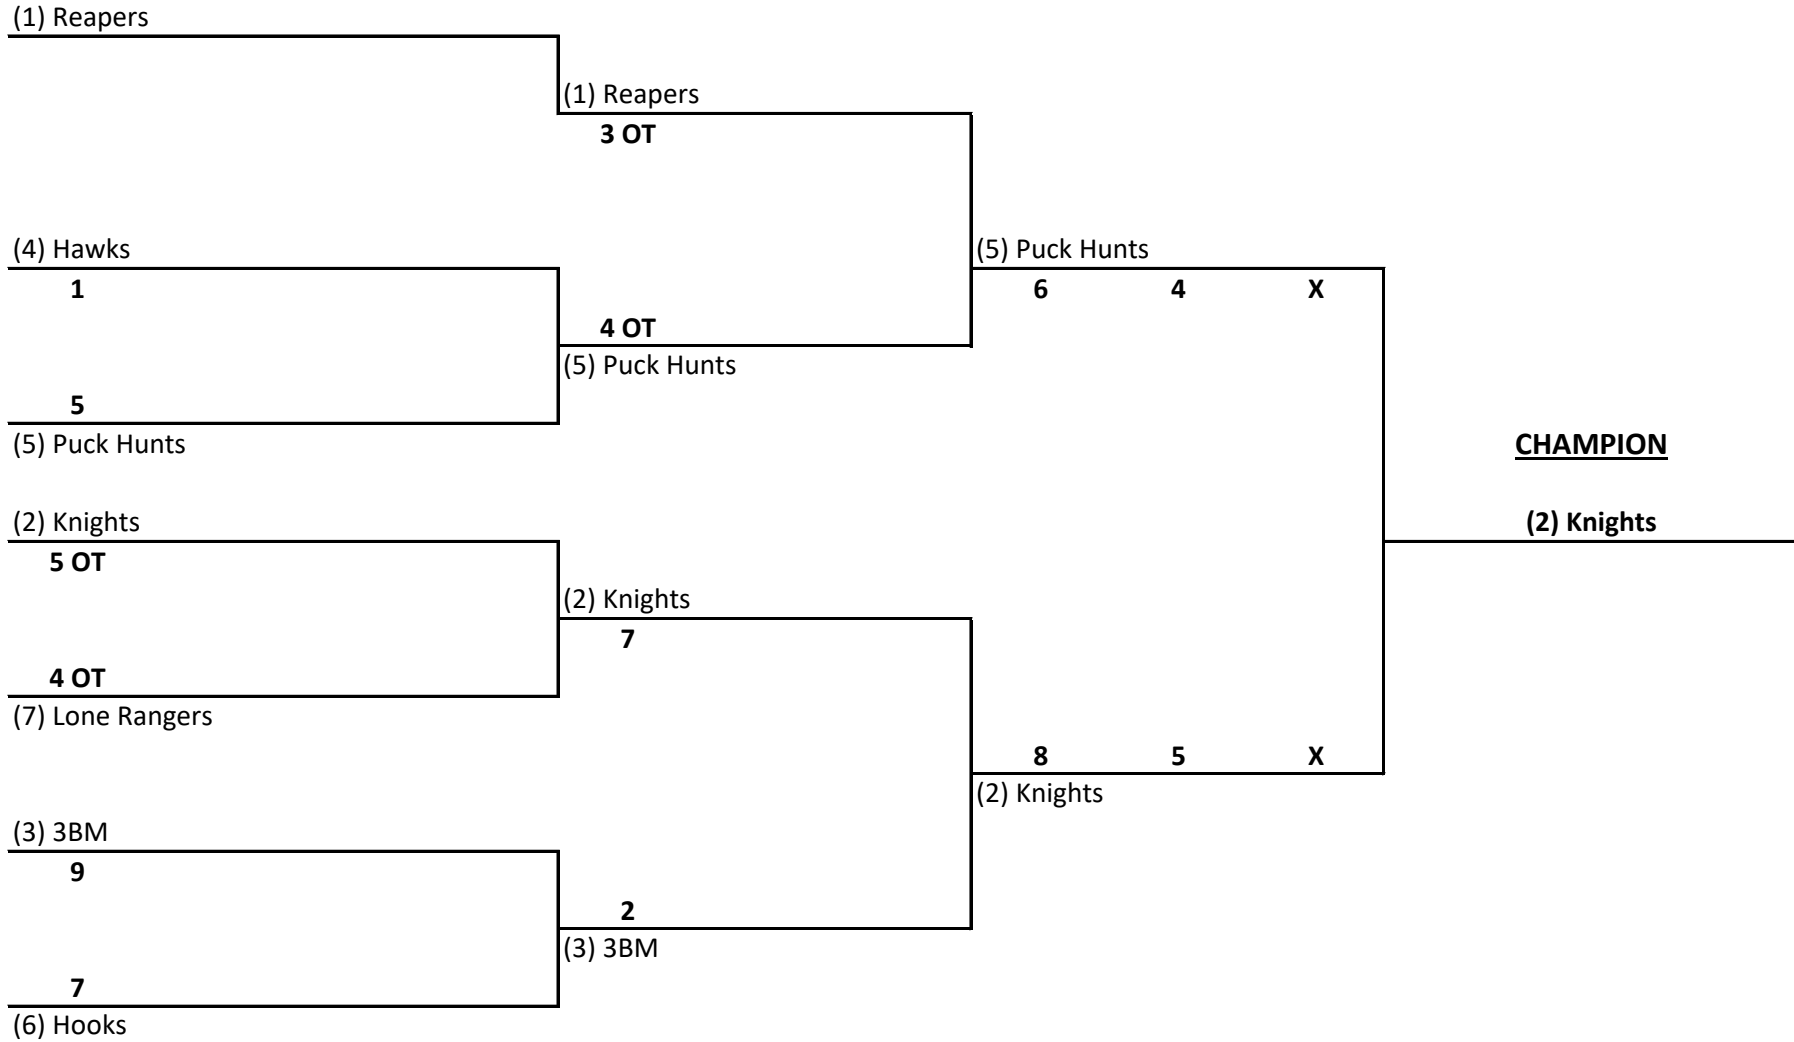 (1) Reapers
(1) Reapers
3 OT
(4) Hawks
1
4 OT
(5) Puck Hunts
5
(5) Puck Hunts
(5) Puck Hunts
6 4 X
CHAMPION
(2) Knights
(2) Knights
5 OT
(2) Knights
7
4 OT
(7) Lone Rangers
8 5 X
(2) Knights
(3) 3BM
9
2
(3) 3BM
7
(6) Hooks